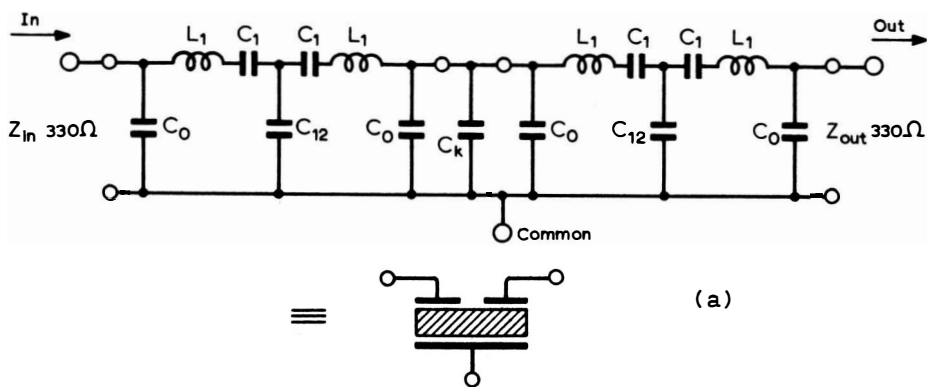 In
Out
L1 C1 C1 L1
L1 C1 C1 L1
Zin 330Ω
C0
C12
C0
Ck
C0
C12
C0
Zout 330Ω
Common
≡
(a)